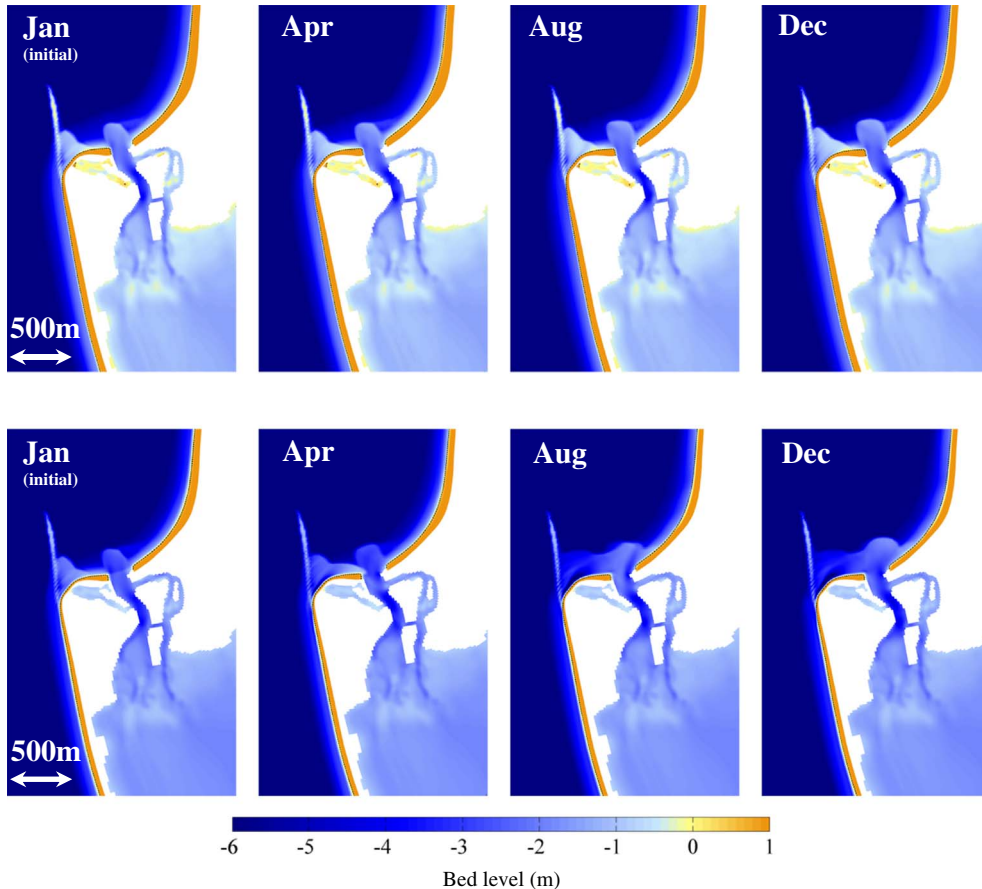 Jan
(initial)
Apr
Aug
Dec
500m
Jan
(initial)
Apr
Aug
Dec
500m
-6 -5 -4 -3 -2 -1 0 1
Bed level (m)